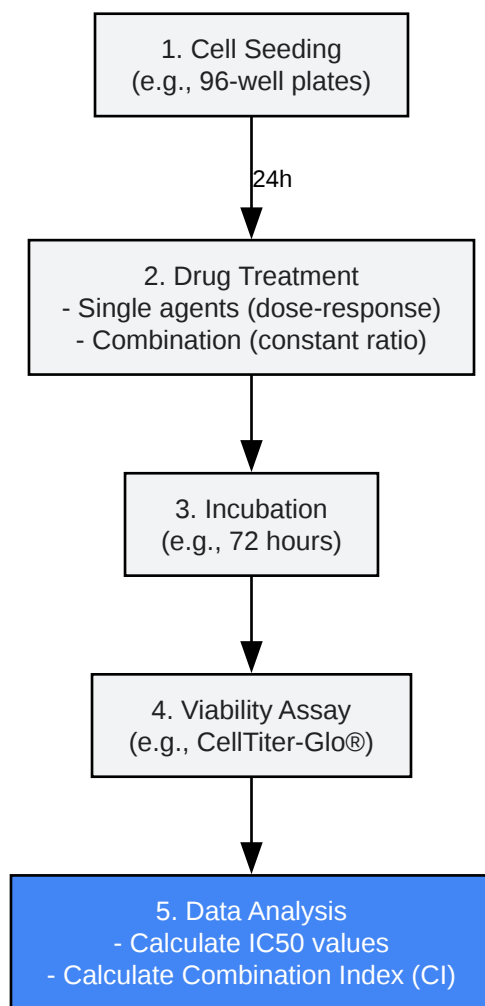 1. Cell Seeding
(e.g., 96-well plates)
24h
2. Drug Treatment
- Single agents (dose-response)
- Combination (constant ratio)
3. Incubation
(e.g., 72 hours)
4. Viability Assay
(e.g., CellTiter-Glo®)
5. Data Analysis
- Calculate IC50 values
- Calculate Combination Index (CI)